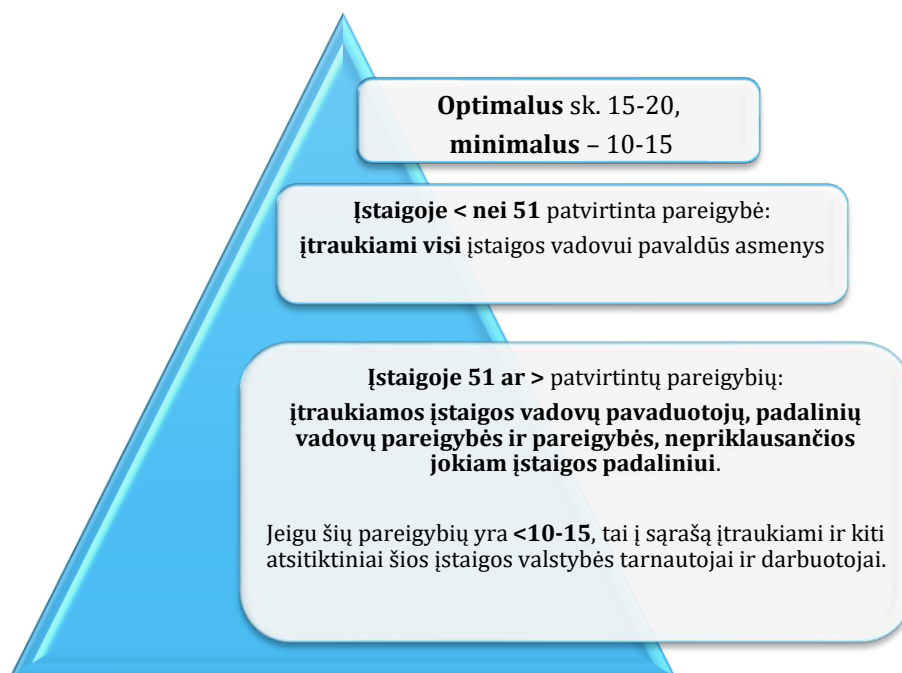 Optimalus sk. 15-20,
minimalus – 10-15
Įstaigoje < nei 51 patvirtinta pareigybė:
įtraukiami visi įstaigos vadovui pavaldūs asmenys
Įstaigoje 51 ar > patvirtintų pareigybių:
įtraukiamos įstaigos vadovų pavaduotojų, padalinių
vadovų pareigybės ir pareigybės, nepriklausančios
jokiam įstaigos padaliniui.
Jeigu šių pareigybių yra <10-15, tai į sąrašą įtraukiami ir kiti
atsitiktiniai šios įstaigos valstybės tarnautojai ir darbuotojai.